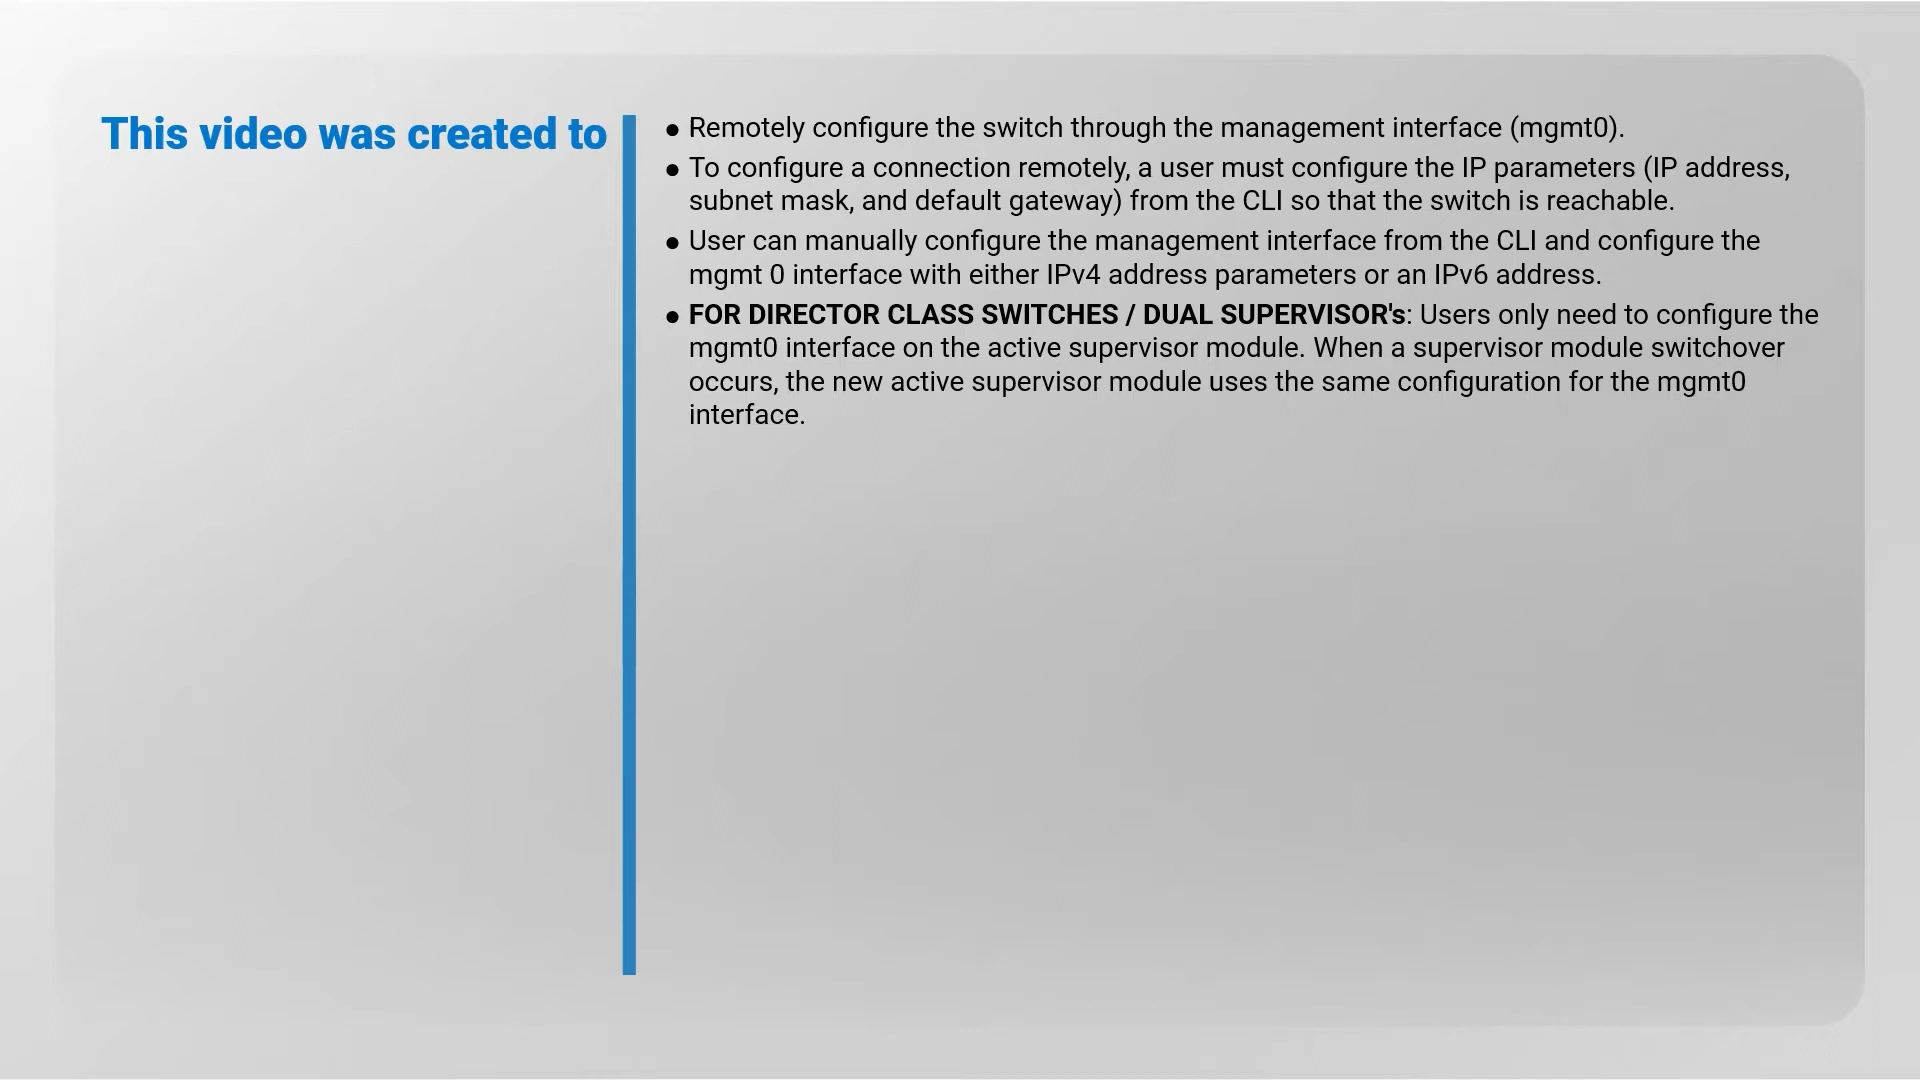 This video was created to
● Remotely configure the switch through the management interface (mgmt0).
● To configure a connection remotely, a user must configure the IP parameters (IP address,
subnet mask, and default gateway) from the CLI so that the switch is reachable.
● User can manually configure the management interface from the CLI and configure the
mgmt 0 interface with either IPv4 address parameters or an IPv6 address.
● FOR DIRECTOR CLASS SWITCHES / DUAL SUPERVISOR's: Users only need to configure the
mgmt0 interface on the active supervisor module. When a supervisor module switchover
occurs, the new active supervisor module uses the same configuration for the mgmt0
interface.